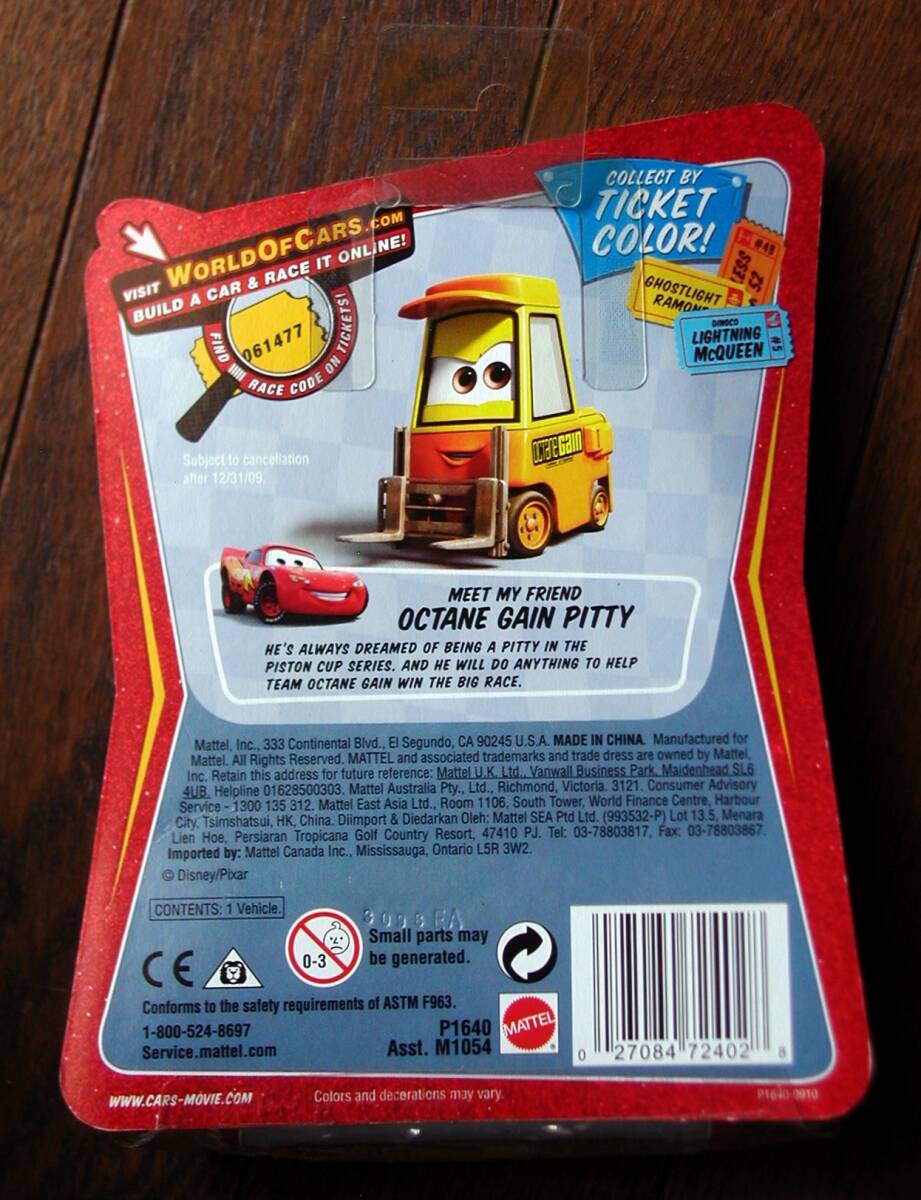 VISIT WORLDOFCARS.COM
BUILD A CAR & RACE IT ONLINE!
061477
FIND RACE CODE ON TICKETS!
COLLECT BY
TICKET
COLOR!
#49
ESS
52
GHOSTLIGHT
RAMONE
DINOCO
LIGHTNING
McQUEEN
#5
Subject to cancellation
after 12/31/09.
OCTANE GAIN
MEET MY FRIEND
OCTANE GAIN PITTY
HE'S ALWAYS DREAMED OF BEING A PITTY IN THE
PISTON CUP SERIES. AND HE WILL DO ANYTHING TO HELP
TEAM OCTANE GAIN WIN THE BIG RACE.
Mattel, Inc., 333 Continental Blvd., El Segundo, CA 90245 U.S.A. MADE IN CHINA. Manufactured for
Mattel. All Rights Reserved. MATTEL and associated trademarks and trade dress are owned by Mattel,
Inc. Retain this address for future reference: Mattel U.K. Ltd., Vanwall Business Park, Maidenhead SL6
4UB. Helpline 01628500303. Mattel Australia Pty., Ltd., Richmond, Victoria. 3121. Consumer Advisory
Service - 1300 135 312. Mattel East Asia Ltd., Room 1106, South Tower, World Finance Centre, Harbour
City, Tsimshatsui, HK, China. Diimport & Diedarkan Oleh: Mattel SEA Ptd Ltd. (993532-P) Lot 13.5, Menara
Lien Hoe, Persiaran Tropicana Golf Country Resort, 47410 PJ. Tel: 03-78803817, Fax: 03-78803867.
Imported by: Mattel Canada Inc., Mississauga, Ontario L5R 3W2.
© Disney/Pixar
CONTENTS: 1 Vehicle.
CE
0-3
Small parts may
be generated.
Conforms to the safety requirements of ASTM F963.
1-800-524-8697
Service.mattel.com
P1640
Asst. M1054
MATTEL
0 27084 72402 8
WWW.CARS-MOVIE.COM
Colors and decorations may vary.
P1640-0910